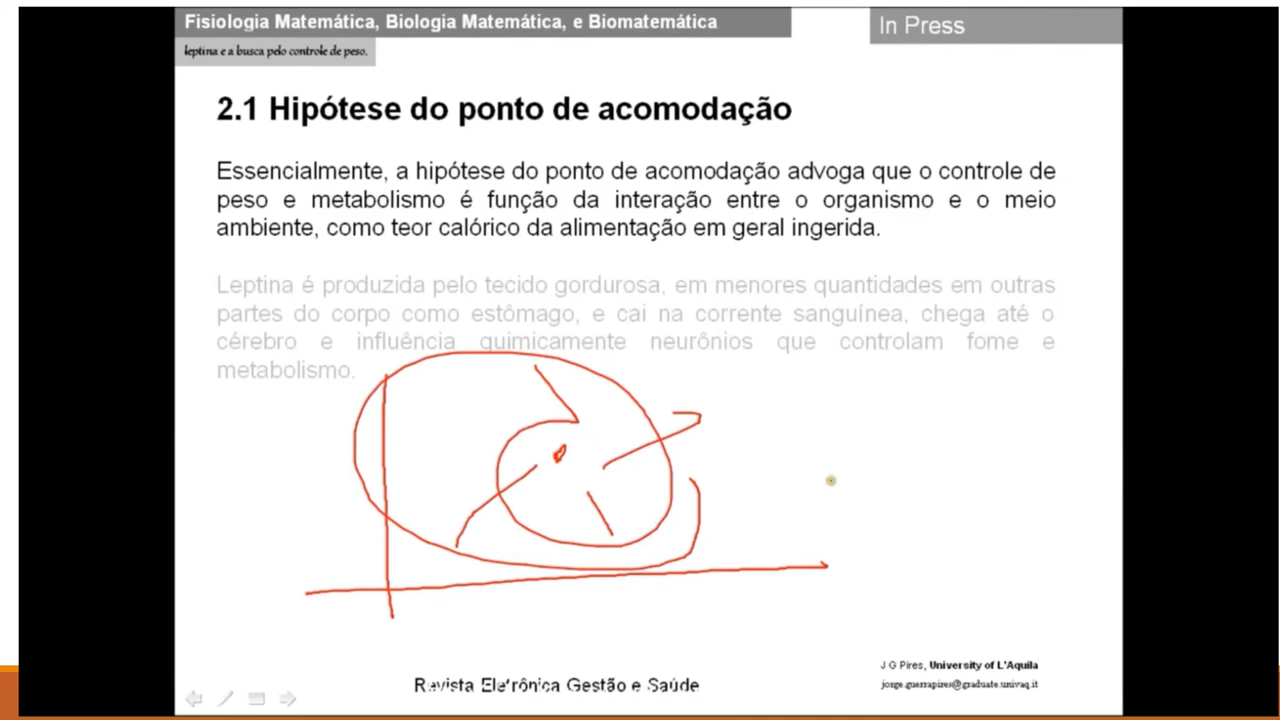 Fisiologia Matemática, Biologia Matemática, e Biomatemática
In Press
leptina e a busca pelo controle de peso.
2.1 Hipótese do ponto de acomodação
Essencialmente, a hipótese do ponto de acomodação advoga que o controle de
peso e metabolismo é função da interação entre o organismo e o meio
ambiente, como teor calórico da alimentação em geral ingerida.
Leptina é produzida pelo tecido gordurosa, em menores quantidades em outras
partes do corpo como estômago, e cai na corrente sanguínea, chega até o
cérebro e influência quimicamente neurônios que controlam fome e
metabolismo.
J G Pires, University of L'Aquila
Revista Eletrônica Gestão e Saúde
jorge.guerrapires@graduate.univaq.it